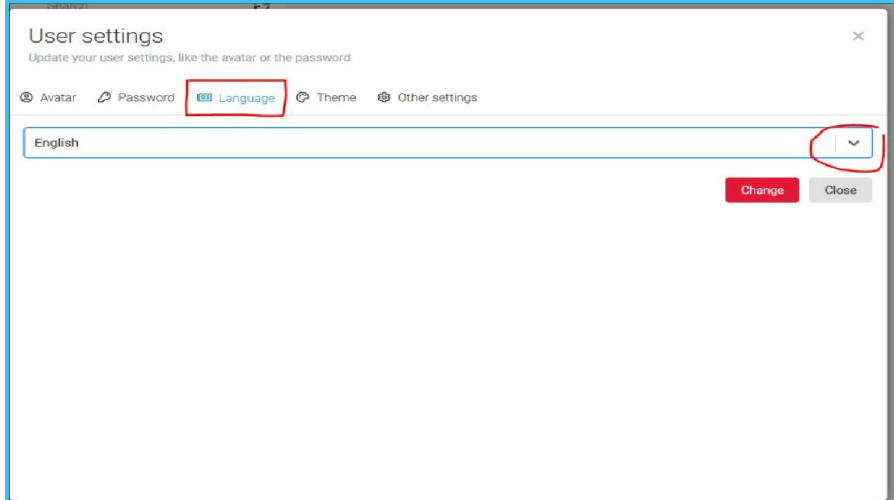 User settings
Update your user settings, like the avatar or the password
Avatar Password Language Theme Other settings
English
Change Close